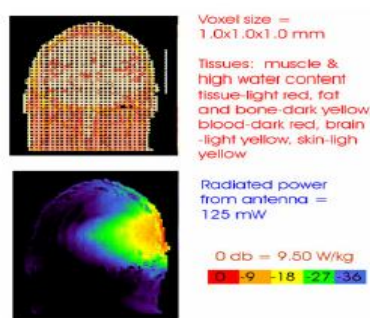 Voxel size =
1.0x1.0x1.0 mm
Tissues: muscle &
high water content
tissue-light red, fat
and bone-dark yellow
blood-dark red, brain
-light yellow, skin-ligh
yellow
Radiated power
from antenna =
125 mW
0 db = 9.50 W/kg
0 -9 -18 -27 -36